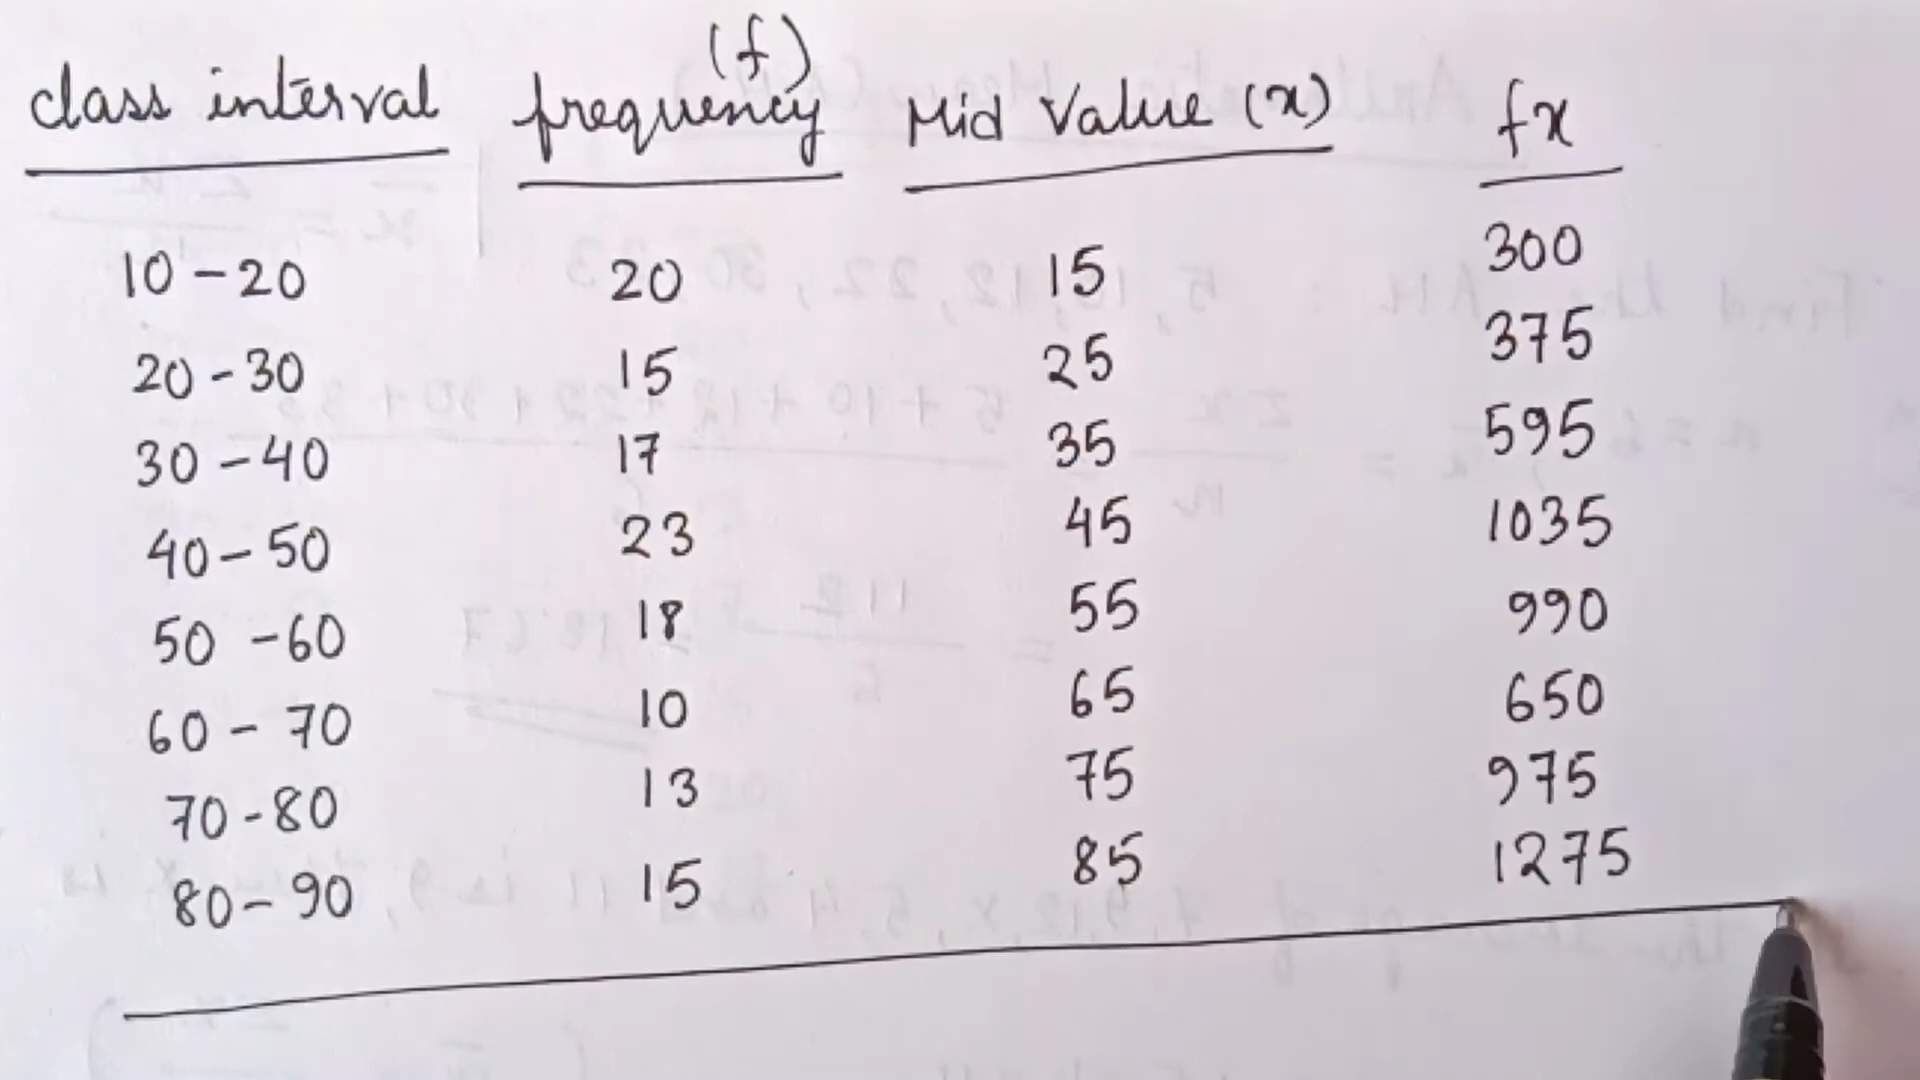 (f)
class interval frequency Mid Value (x) fx
10-20 20 15 300
20-30 15 25 375
30-40 17 35 595
40-50 23 45 1035
50-60 18 55 990
60-70 10 65 650
70-80 13 75 975
80-90 15 85 1275